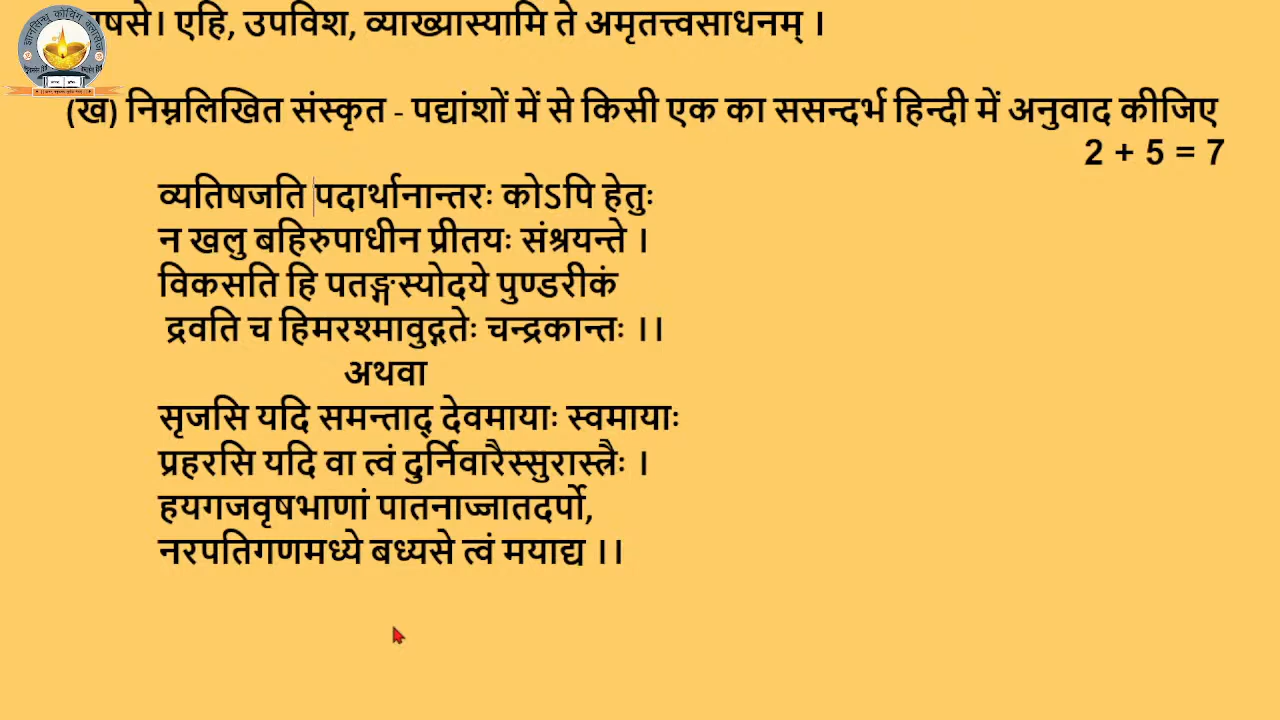 ज्ञानसिन्धु कोचिंग क्लासेज
षसे। एहि, उपविश, व्याख्यास्यामि ते अमृतत्त्वसाधनम् ।
(ख) निम्नलिखित संस्कृत - पद्यांशों में से किसी एक का ससन्दर्भ हिन्दी में अनुवाद कीजिए
2 + 5 = 7
व्यतिषजति पदार्थानान्तरः कोऽपि हेतुः
न खलु बहिरुपाधीन प्रीतयः संश्रयन्ते ।
विकसति हि पतङ्गस्योदये पुण्डरीकं
द्रवति च हिमरश्मावुद्गतेः चन्द्रकान्तः ।।
अथवा
सृजसि यदि समन्ताद् देवमायाः स्वमायाः
प्रहरसि यदि वा त्वं दुर्निवारैस्सुरास्त्रैः ।
हयगजवृषभाणां पातनाज्जातदर्पो,
नरपतिगणमध्ये बध्यसे त्वं मयाद्य ।।